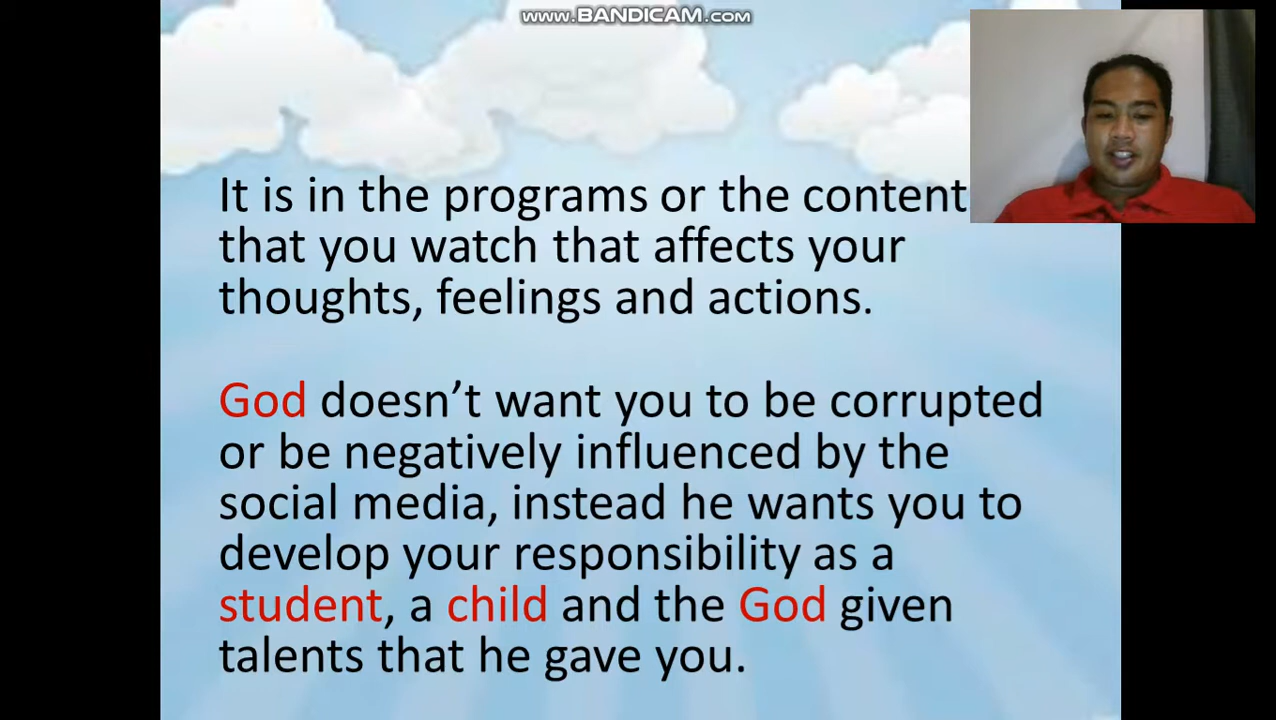 www.BANDICAM.com
It is in the programs or the content
that you watch that affects your
thoughts, feelings and actions.
God doesn’t want you to be corrupted
or be negatively influenced by the
social media, instead he wants you to
develop your responsibility as a
student, a child and the God given
talents that he gave you.